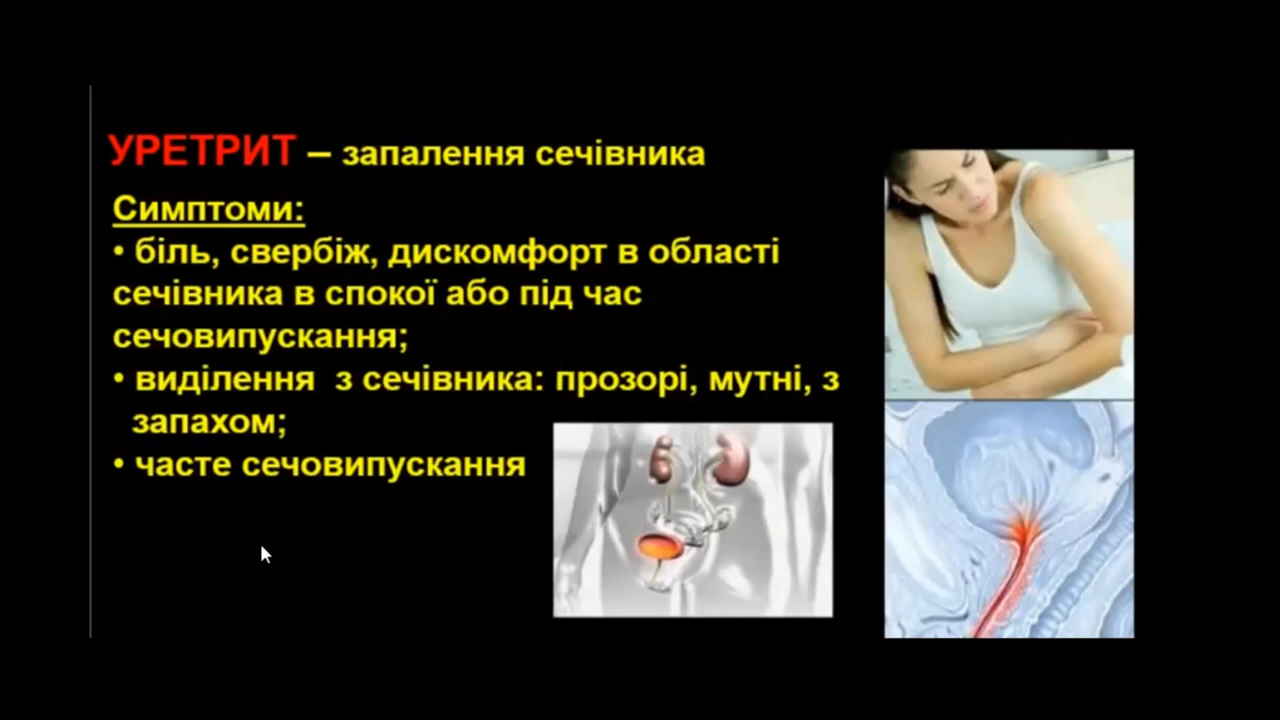 УРЕТРИТ – запалення сечівника
Симптоми:
• біль, свербіж, дискомфорт в області
сечівника в спокої або під час
сечовипускання;
• виділення з сечівника: прозорі, мутні, з
запахом;
• часте сечовипускання